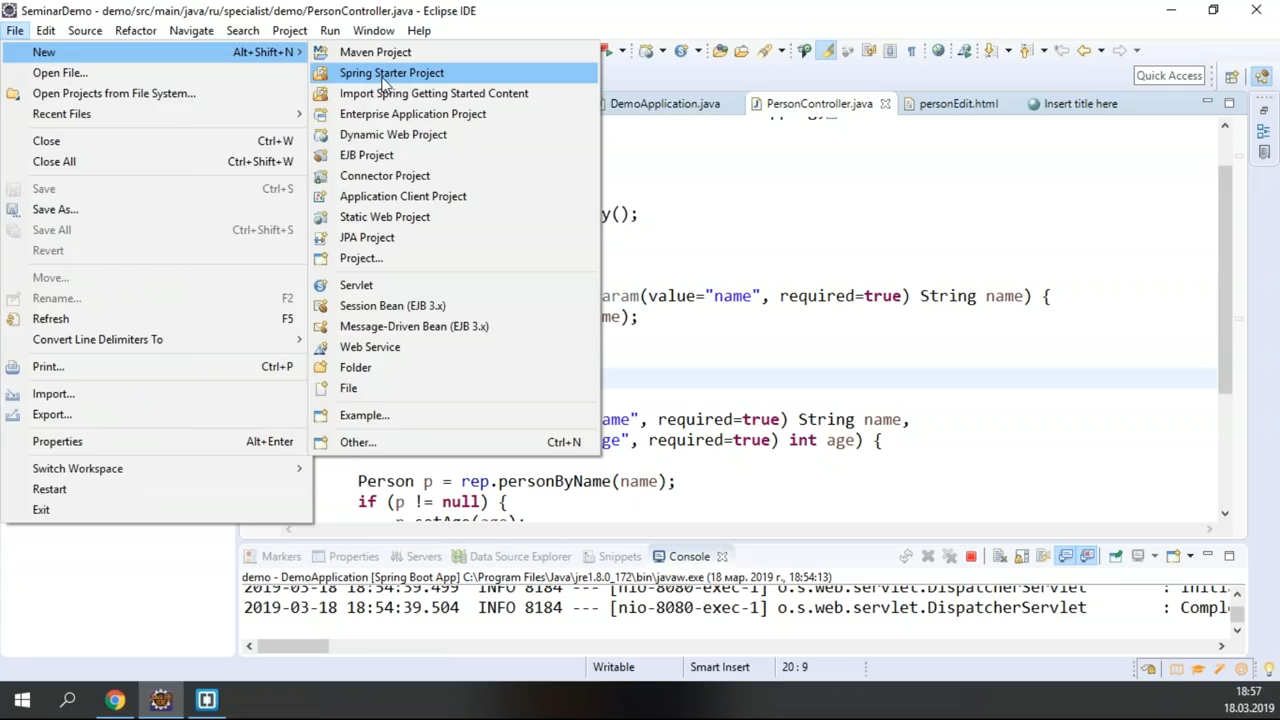 SeminarDemo - demo/src/main/java/ru/specialist/demo/PersonController.java - Eclipse IDE
File Edit Source Refactor Navigate Search Project Run Window Help
New Alt+Shift+N
Open File...
Open Projects from File System...
Recent Files
Close Ctrl+W
Close All Ctrl+Shift+W
Save Ctrl+S
Save As...
Save All Ctrl+Shift+S
Revert
Move...
Rename... F2
Refresh F5
Convert Line Delimiters To
Print... Ctrl+P
Import...
Export...
Properties Alt+Enter
Switch Workspace
Restart
Exit
Maven Project
Spring Starter Project
Import Spring Getting Started Content
Enterprise Application Project
Dynamic Web Project
EJB Project
Connector Project
Application Client Project
Static Web Project
JPA Project
Project...
Servlet
Session Bean (EJB 3.x)
Message-Driven Bean (EJB 3.x)
Web Service
Folder
File
Example...
Other... Ctrl+N
Quick Access
DemoApplication.java PersonController.java personEdit.html Insert title here
y();
aram(value="name", required=true) String name) {
me);
ame", required=true) String name,
ge", required=true) int age) {
Person p = rep.personByName(name);
if (p != null) {
p.setAge(age);
Markers Properties Servers Data Source Explorer Snippets Console
demo - DemoApplication [Spring Boot App] C:\Program Files\Java\jre1.8.0_172\bin\javaw.exe (18 мар. 2019 г., 18:54:13)
2019-03-18 18:54:39.499 INFO 8184 --- [nio-8080-exec-1] o.s.web.servlet.DispatcherServlet : Initi
2019-03-18 18:54:39.504 INFO 8184 --- [nio-8080-exec-1] o.s.web.servlet.DispatcherServlet : Compl
Writable Smart Insert 20 : 9
18:57
18.03.2019